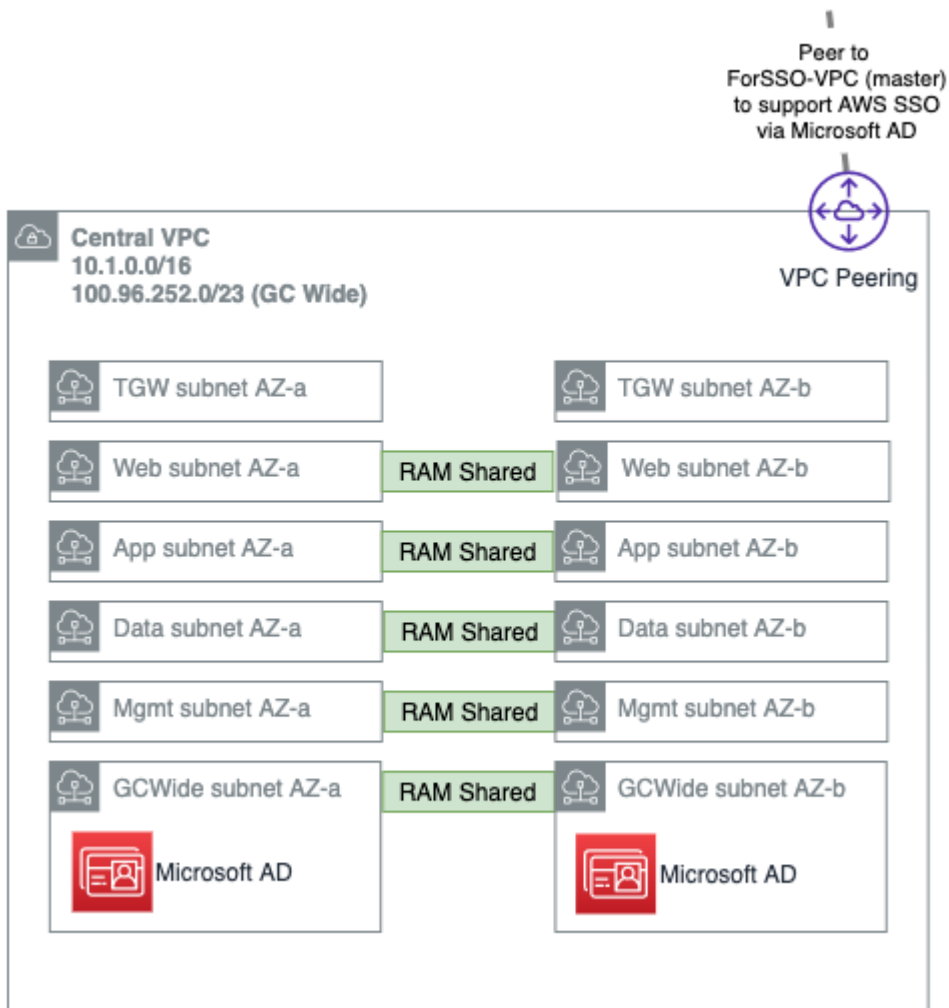 Peer to
ForSSO-VPC (master)
to support AWS SSO
via Microsoft AD
VPC Peering
Central VPC
10.1.0.0/16
100.96.252.0/23 (GC Wide)
TGW subnet AZ-a
TGW subnet AZ-b
Web subnet AZ-a
RAM Shared
Web subnet AZ-b
App subnet AZ-a
RAM Shared
App subnet AZ-b
Data subnet AZ-a
RAM Shared
Data subnet AZ-b
Mgmt subnet AZ-a
RAM Shared
Mgmt subnet AZ-b
GCWide subnet AZ-a
RAM Shared
GCWide subnet AZ-b
Microsoft AD
Microsoft AD